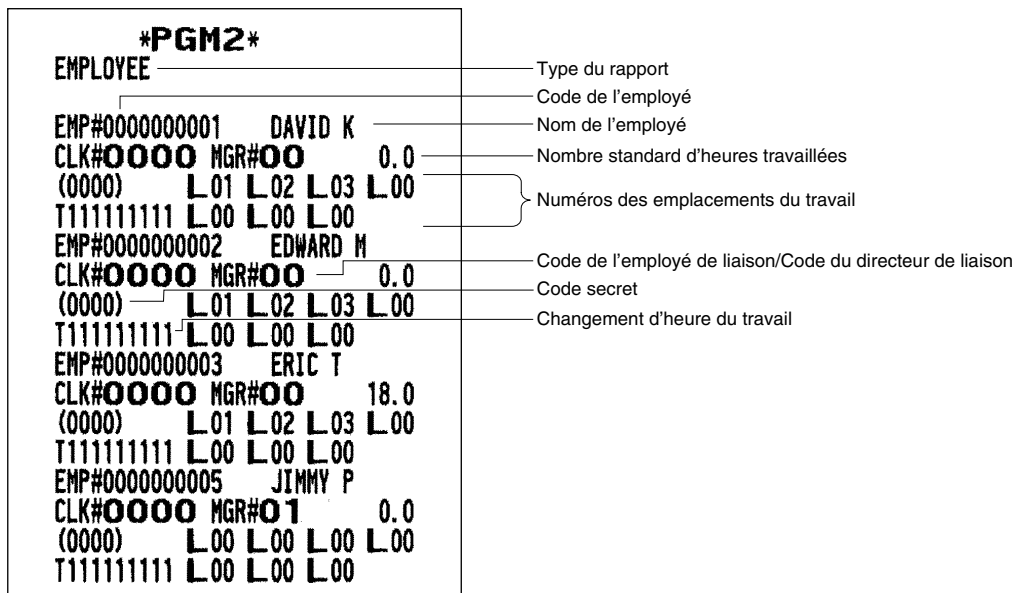 *PGM2*
EMPLOYEE
Type du rapport
Code de l'employé
EMP#0000000001 DAVID K
Nom de l'employé
CLK#0000 MGR#00 0.0
Nombre standard d'heures travaillées
(0000) L01 L02 L03 L00
Numéros des emplacements du travail
T111111111 L00 L00 L00
EMP#0000000002 EDWARD M
CLK#0000 MGR#00 0.0
Code de l'employé de liaison/Code du directeur de liaison
(0000) L01 L02 L03 L00
Code secret
T111111111 L00 L00 L00
Changement d'heure du travail
EMP#0000000003 ERIC T
CLK#0000 MGR#00 18.0
(0000) L01 L02 L03 L00
T111111111 L00 L00 L00
EMP#0000000005 JIMMY P
CLK#0000 MGR#01 0.0
(0000) L00 L00 L00 L00
T111111111 L00 L00 L00